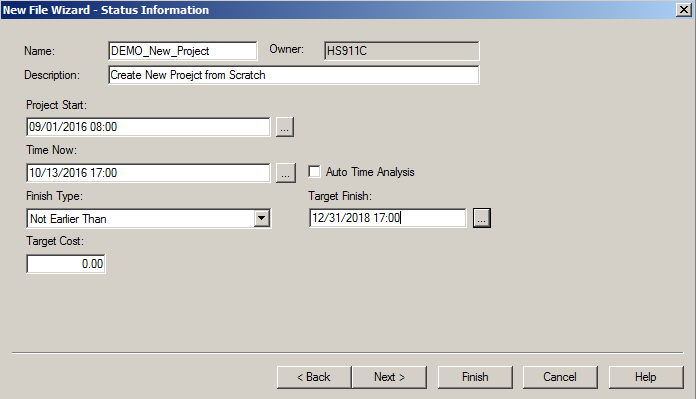 New File Wizard - Status Information
Name: DEMO_New_Project Owner: HS911C
Description: Create New Proejct from Scratch
Project Start:
09/01/2016 08:00 ...
Time Now:
10/13/2016 17:00 ... Auto Time Analysis
Finish Type: Target Finish:
Not Earlier Than 12/31/2018 17:00 ...
Target Cost:
0.00
< Back Next > Finish Cancel Help